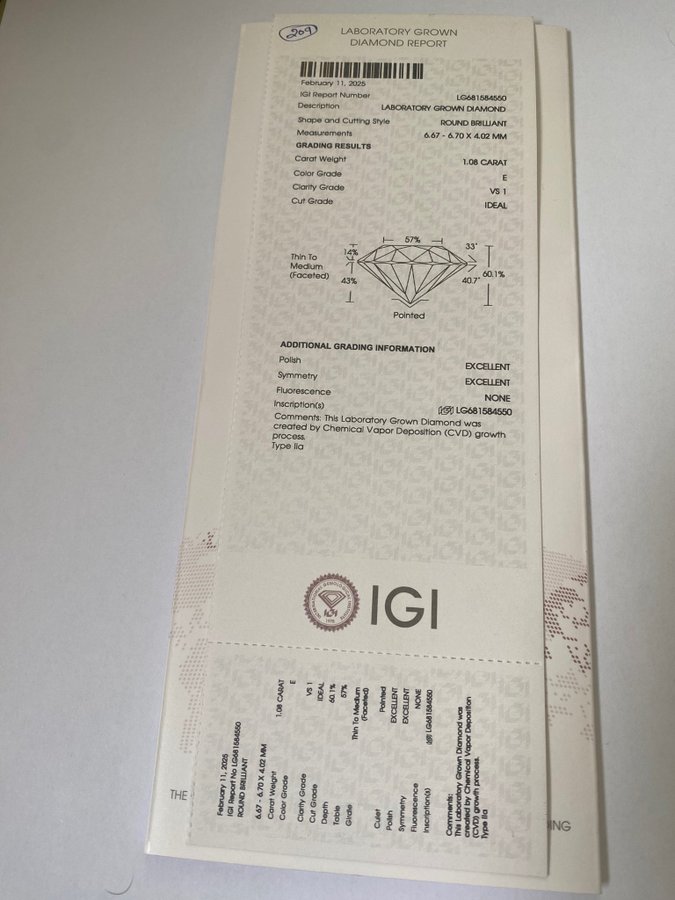 209
LABORATORY GROWN
DIAMOND REPORT
February 11, 2025
IGI Report Number LG681584550
Description LABORATORY GROWN DIAMOND
Shape and Cutting Style ROUND BRILLIANT
Measurements 6.67 - 6.70 X 4.02 MM
GRADING RESULTS
Carat Weight 1.08 CARAT
Color Grade E
Clarity Grade VS 1
Cut Grade IDEAL
57%
14%
33°
Thin To
Medium
(Faceted)
43%
40.7°
60.1%
Pointed
ADDITIONAL GRADING INFORMATION
Polish EXCELLENT
Symmetry EXCELLENT
Fluorescence NONE
Inscription(s) LG681584550
Comments: This Laboratory Grown Diamond was
created by Chemical Vapor Deposition (CVD) growth
process.
Type IIa
IGI
INTERNATIONAL GEMOLOGICAL INSTITUTE
IGI
1975
February 11, 2025
IGI Report No LG681584550
ROUND BRILLIANT
6.67 - 6.70 X 4.02 MM
Carat Weight 1.08 CARAT
Color Grade E
Clarity Grade VS 1
Cut Grade IDEAL
Depth 60.1%
Table 57%
Girdle Thin To Medium
(Faceted)
Culet Pointed
Polish EXCELLENT
Symmetry EXCELLENT
Fluorescence NONE
Inscription(s) LG681584550
Comments:
This Laboratory Grown Diamond was
created by Chemical Vapor Deposition
(CVD) growth process.
Type IIa
THE
ING